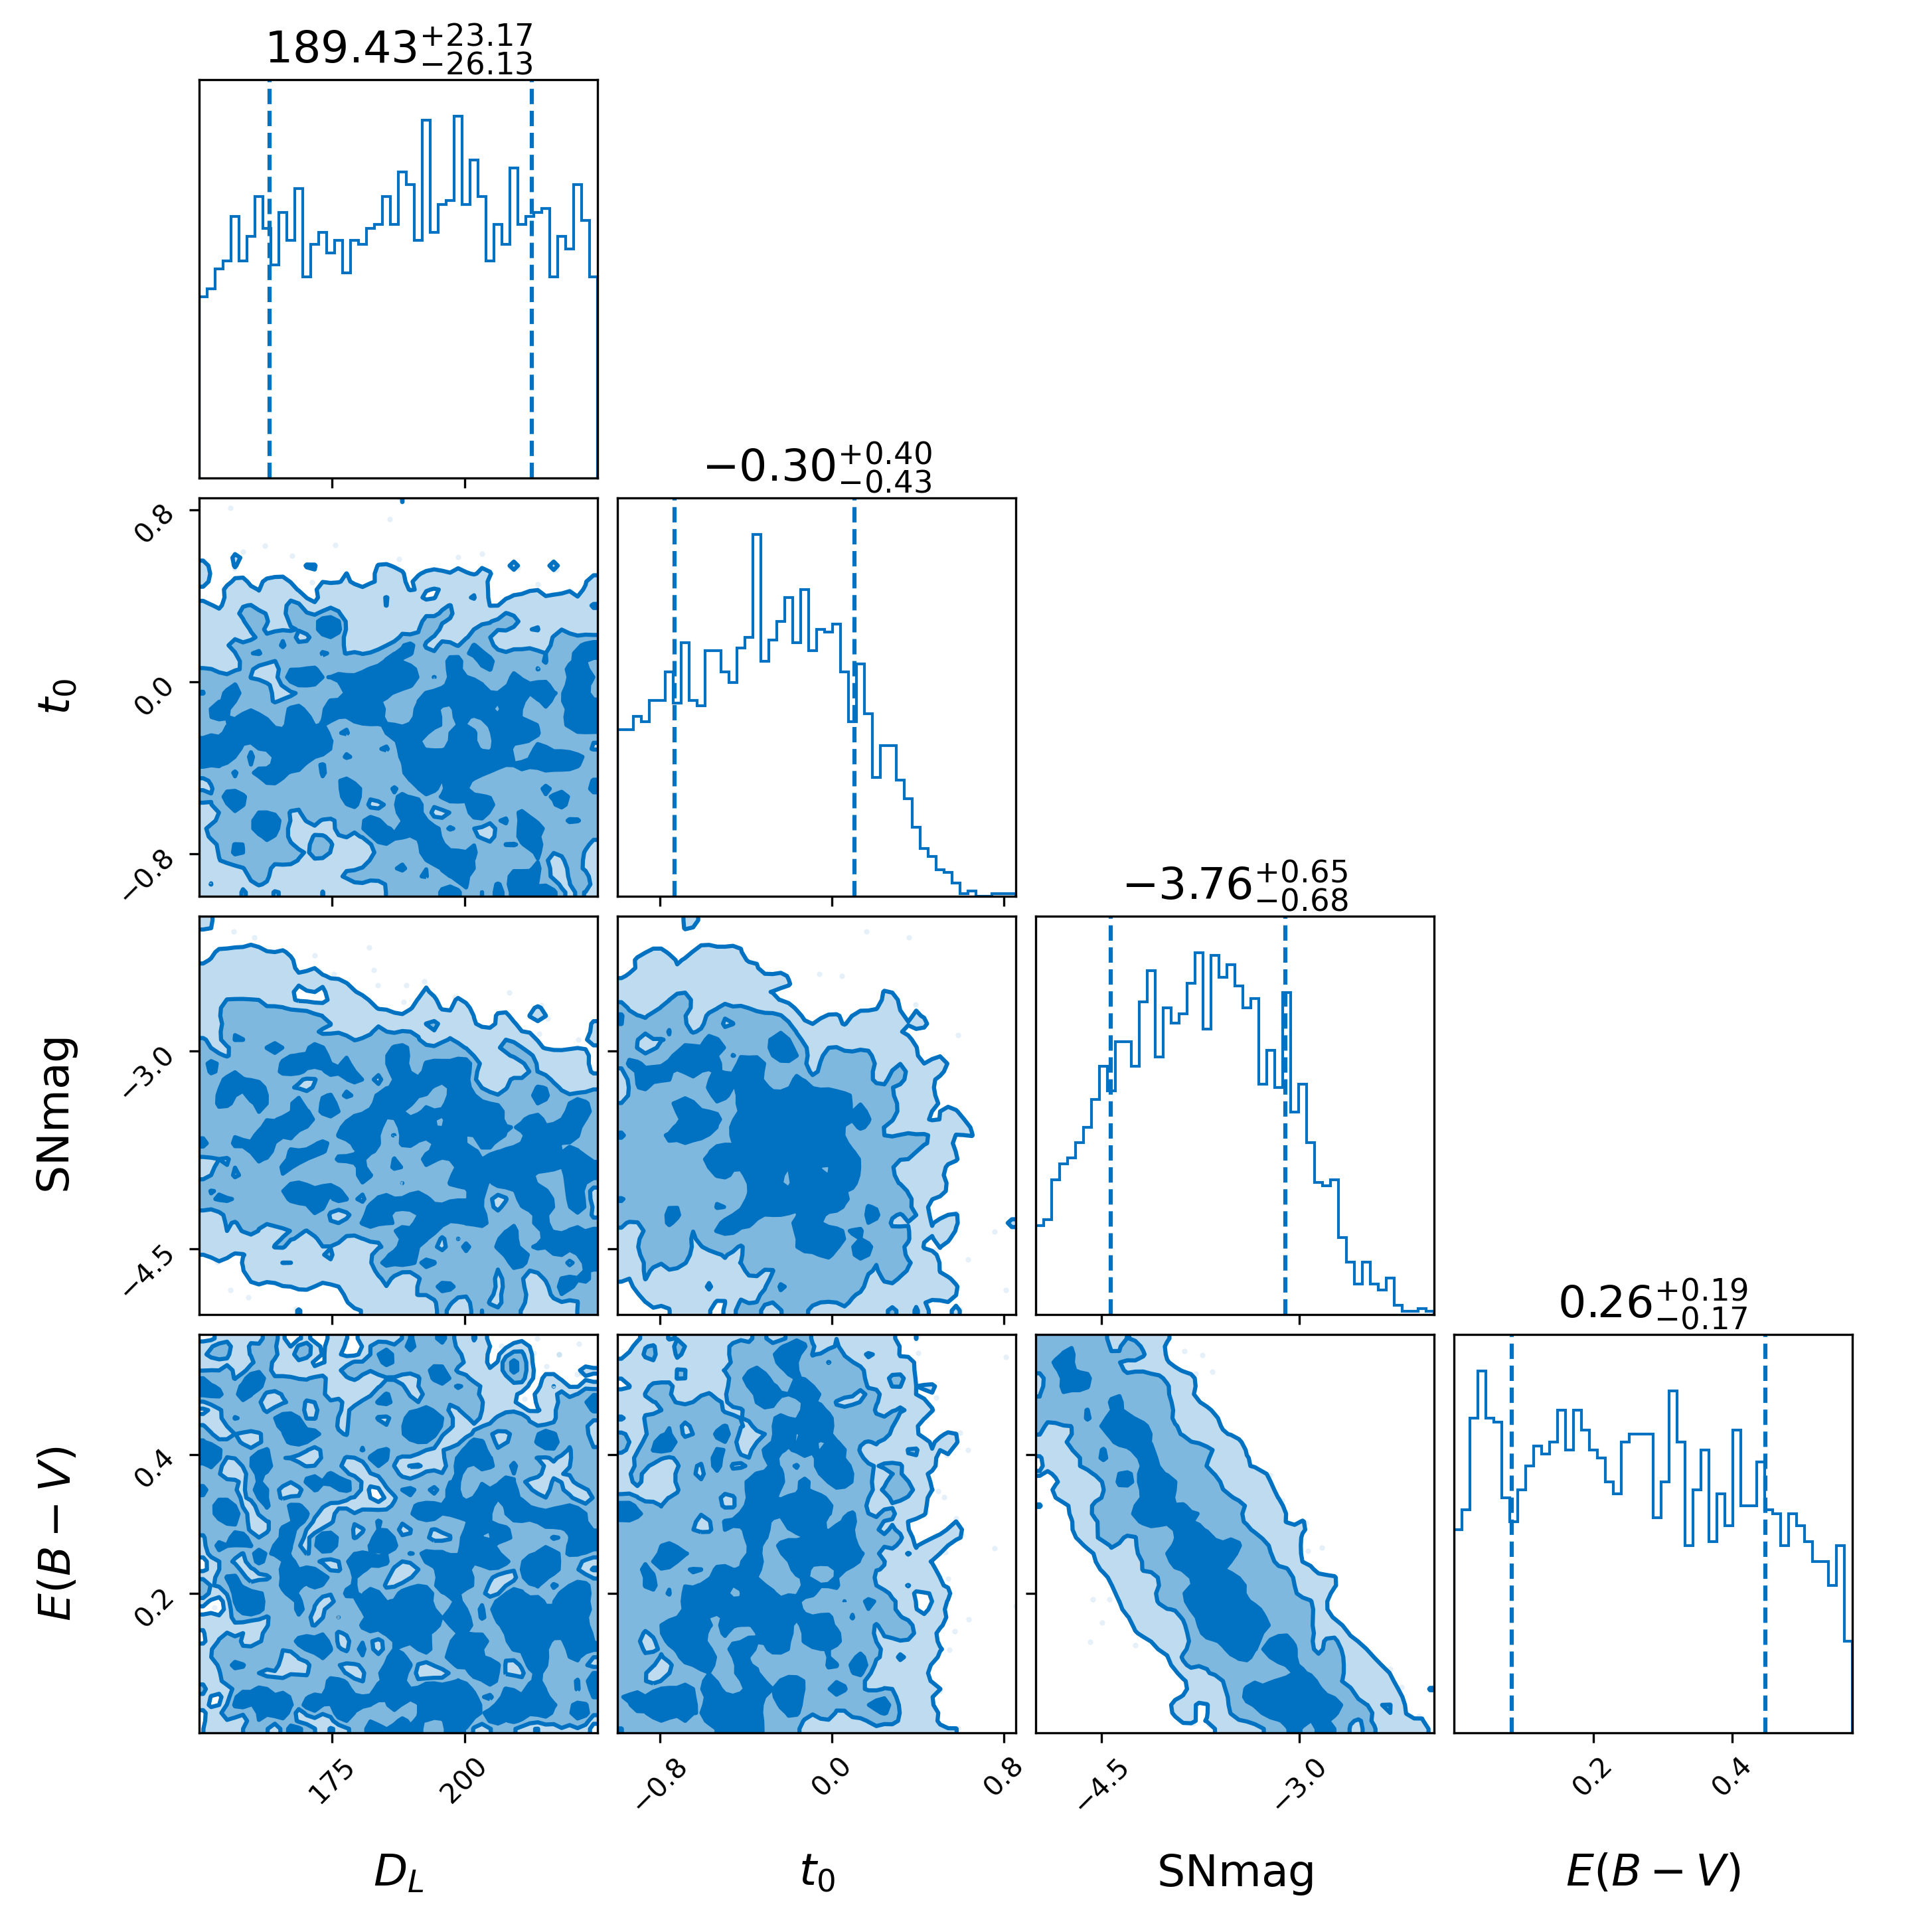 189.43^{+23.17}_{-26.13}
−0.30^{+0.40}_{−0.43}
0.8
0.0
−0.8
t_0
−3.76^{+0.65}_{−0.68}
−3.0
−4.5
SNmag
0.26^{+0.19}_{−0.17}
0.4
0.2
E(B − V)
175 200 −0.8 0.0 0.8 −4.5 −3.0 0.2 0.4
D_L t_0 SNmag E(B − V)